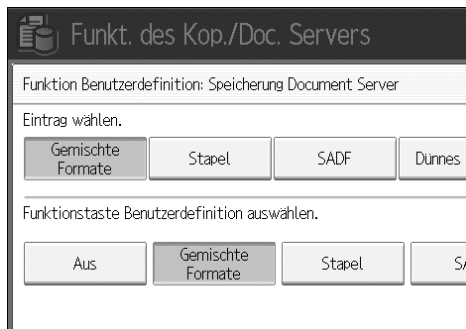 Funkt. des Kop./Doc. Servers
Funktion Benutzerdefinition: Speicherung Document Server
Eintrag wählen.
Gemischte Formate Stapel SADF Dünnes
Funktionstaste Benutzerdefinition auswählen.
Aus Gemischte Formate Stapel